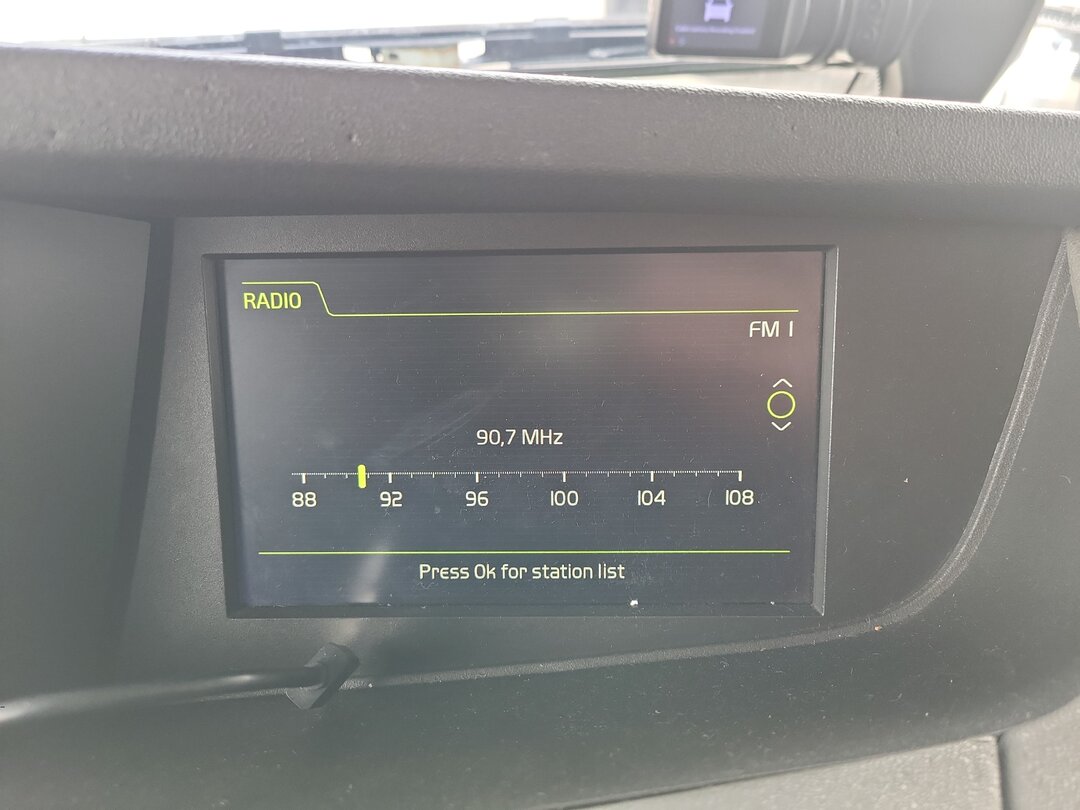 RADIO
FM 1
90,7 MHz
88 92 96 100 104 108
Press Ok for station list